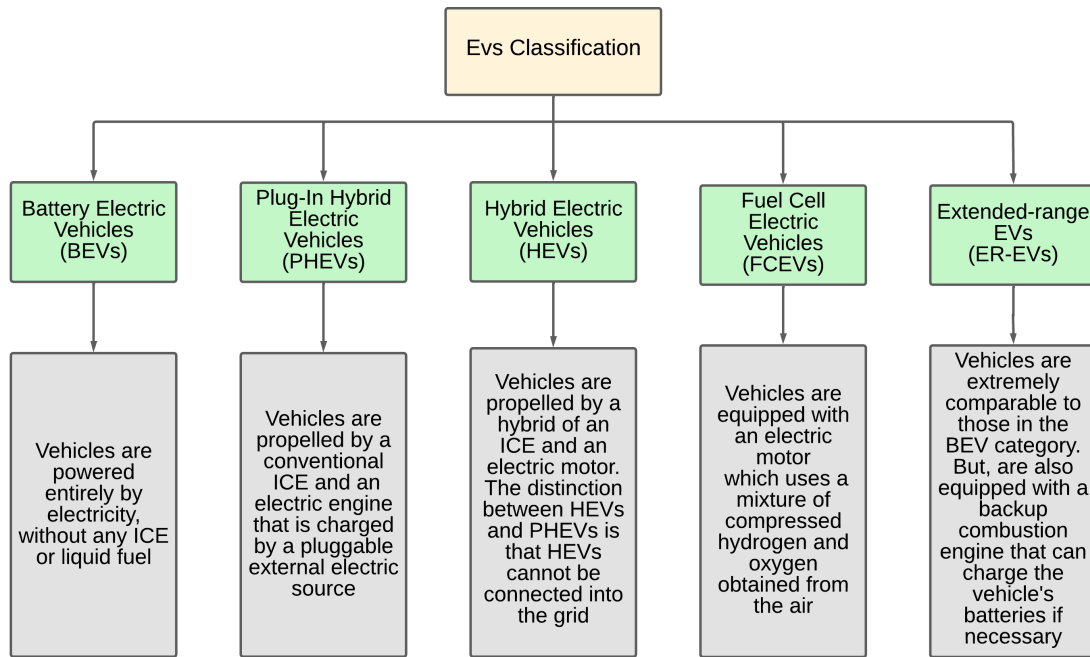 Evs Classification
Battery Electric
Vehicles
(BEVs)
Plug-In Hybrid
Electric
Vehicles
(PHEVs)
Hybrid Electric
Vehicles
(HEVs)
Fuel Cell
Electric
Vehicles
(FCEVs)
Extended-range
EVs
(ER-EVs)
Vehicles are
powered
entirely by
electricity,
without any ICE
or liquid fuel
Vehicles are
propelled by a
conventional
ICE and an
electric engine
that is charged
by a pluggable
external electric
source
Vehicles are
propelled by a
hybrid of an
ICE and an
electric motor.
The distinction
between HEVs
and PHEVs is
that HEVs
cannot be
connected into
the grid
Vehicles are
equipped with
an electric
motor
which uses a
mixture of
compressed
hydrogen and
oxygen
obtained from
the air
Vehicles are
extremely
comparable to
those in the
BEV category.
But, are also
equipped with a
backup
combustion
engine that can
charge the
vehicle's
batteries if
necessary